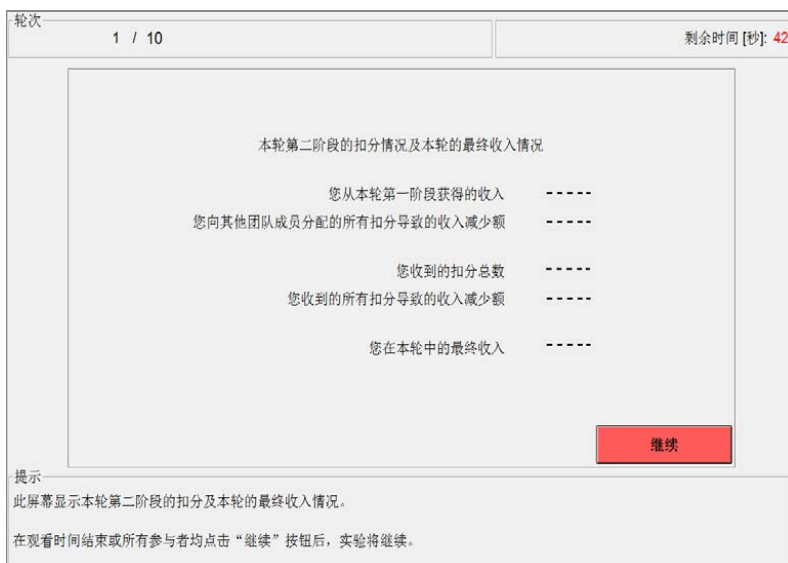 轮次
1 / 10
剩余时间 [秒]: 42
本轮第二阶段的扣分情况及本轮的最终收入情况
您从本轮第一阶段获得的收入 -----
您向其他团队成员分配的所有扣分导致的收入减少额 -----
您收到的扣分总数 -----
您收到的所有扣分导致的收入减少额 -----
您在本轮中的最终收入 -----
继续
提示
此屏幕显示本轮第二阶段的扣分及本轮的最终收入情况。
在观看时间结束或所有参与者均点击“继续”按钮后，实验将继续。